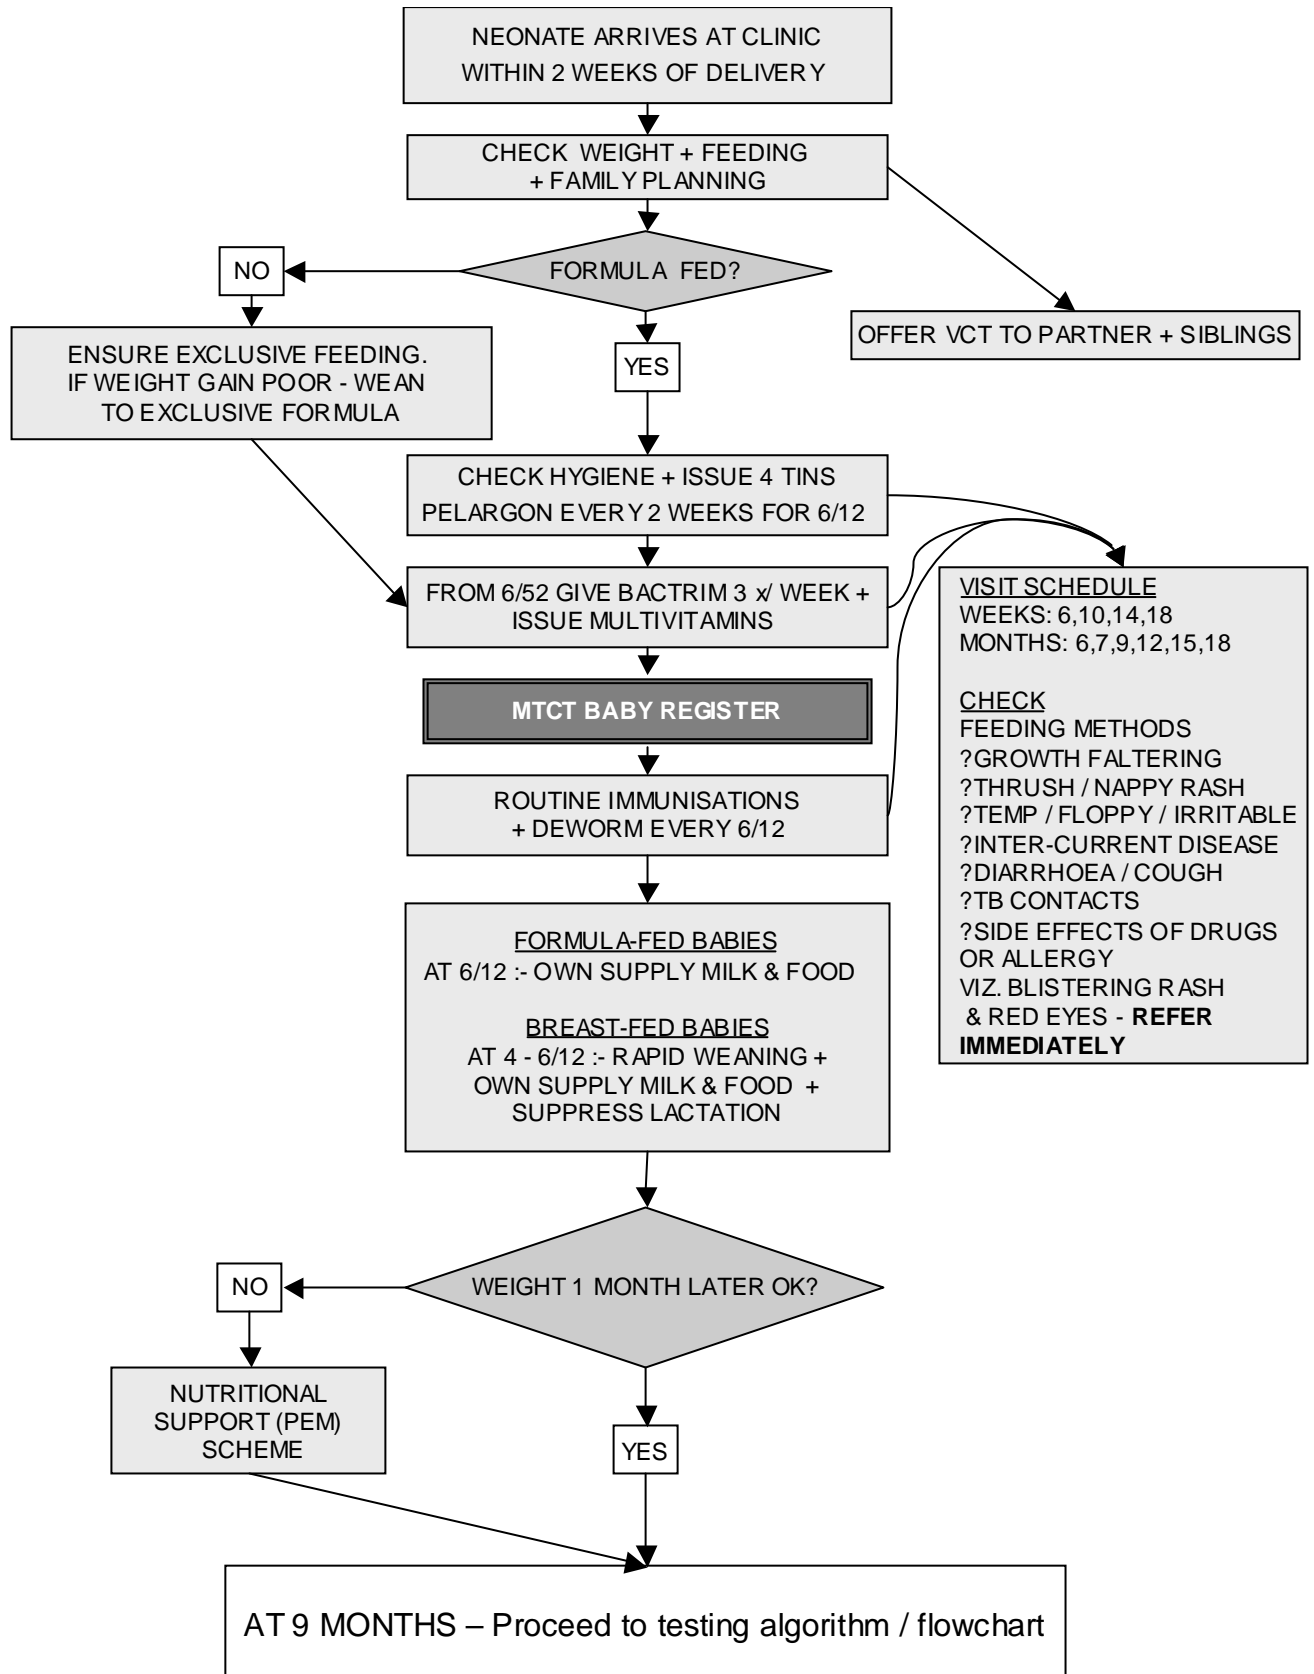 NEONATE ARRIVES AT CLINIC
WITHIN 2 WEEKS OF DELIVERY
CHECK WEIGHT + FEEDING
+ FAMILY PLANNING
FORMULA FED?
NO
OFFER VCT TO PARTNER + SIBLINGS
ENSURE EXCLUSIVE FEEDING.
IF WEIGHT GAIN POOR - WEAN
TO EXCLUSIVE FORMULA
YES
CHECK HYGIENE + ISSUE 4 TINS
PELARGON EVERY 2 WEEKS FOR 6/12
FROM 6/52 GIVE BACTRIM 3 x/ WEEK +
ISSUE MULTIVITAMINS
MTCT BABY REGISTER
ROUTINE IMMUNISATIONS
+ DEWORM EVERY 6/12
VISIT SCHEDULE
WEEKS: 6,10,14,18
MONTHS: 6,7,9,12,15,18
CHECK
FEEDING METHODS
?GROWTH FALTERING
?THRUSH / NAPPY RASH
?TEMP / FLOPPY / IRRITABLE
?INTER-CURRENT DISEASE
?DIARRHOEA / COUGH
?TB CONTACTS
?SIDE EFFECTS OF DRUGS
OR ALLERGY
VIZ. BLISTERING RASH
& RED EYES - REFER
IMMEDIATELY
FORMULA-FED BABIES
AT 6/12 :- OWN SUPPLY MILK & FOOD
BREAST-FED BABIES
AT 4 - 6/12 :- RAPID WEANING +
OWN SUPPLY MILK & FOOD +
SUPPRESS LACTATION
WEIGHT 1 MONTH LATER OK?
NO
NUTRITIONAL
SUPPORT (PEM)
SCHEME
YES
AT 9 MONTHS – Proceed to testing algorithm / flowchart